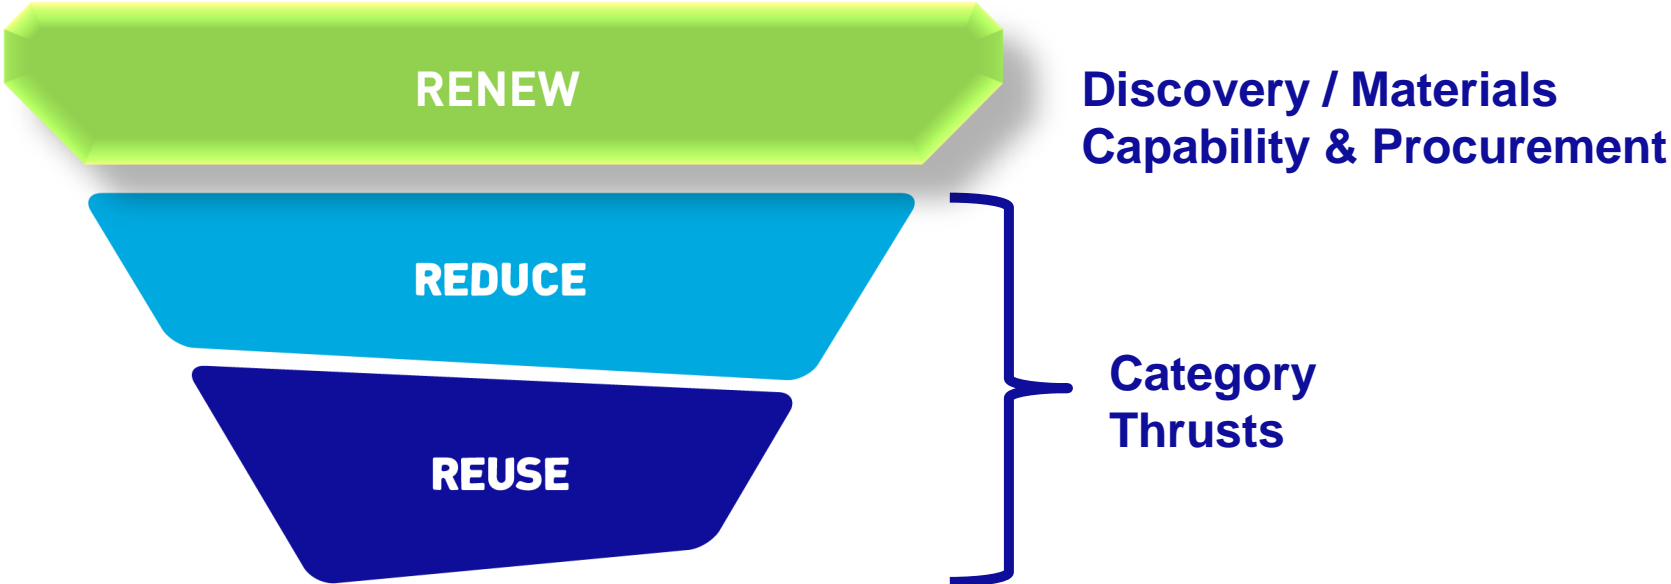 RENEW
Discovery / Materials
Capability & Procurement
REDUCE
Category
Thrusts
REUSE